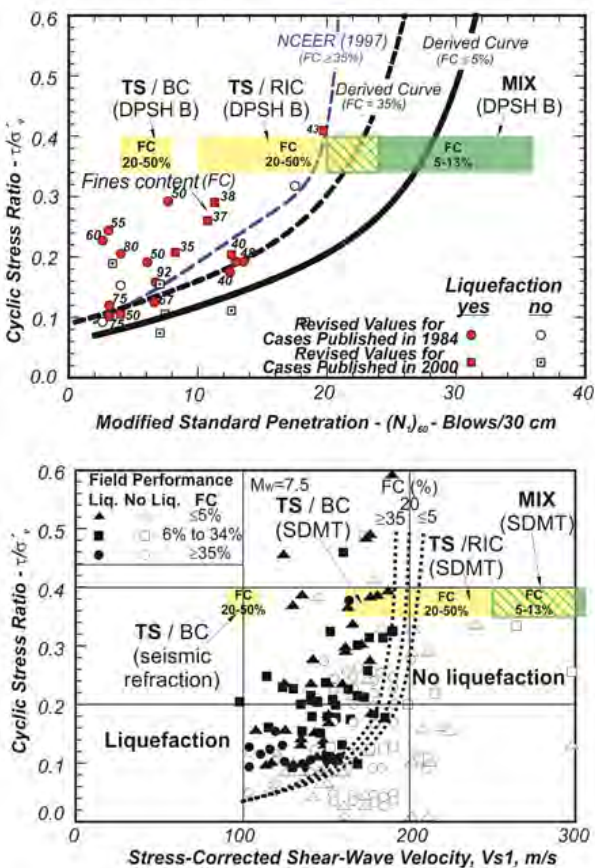 Cyclic Stress Ratio - τ/σ´v
0.6
0.5
0.4
0.3
0.2
0.1
0.0
NCEER (1997)
(FC ≥35%)
Derived Curve
(FC ≤ 5%)
TS / BC
(DPSH B)
TS / RIC
(DPSH B)
Derived Curve
(FC = 35%)
MIX
(DPSH B)
FC
20-50%
FC
20-50%
FC
5-13%
43
Fines content (FC)
50
38
37
55
60
80
50
35
40
48
92
40
75
67
75
50
Liquefaction
yes no
Revised Values for
Cases Published in 1984
Revised Values for
Cases Published in 2000
0 10 20 30 40
Modified Standard Penetration - (N1)60 - Blows/30 cm
Cyclic Stress Ratio - τ/σ´v
0.6
0.5
0.4
0.3
0.2
0.1
0.0
Field Performance
Liq. No Liq. FC
≤5%
6% to 34%
≥35%
Mw=7.5
FC (%)
20
≥35 ≤5
TS / BC
(SDMT)
MIX
(SDMT)
TS /RIC
(SDMT)
FC
20-50%
FC
20-50%
FC
5-13%
TS / BC
(seismic
refraction)
No liquefaction
Liquefaction
0 100 200 300
Stress-Corrected Shear-Wave Velocity, Vs1, m/s